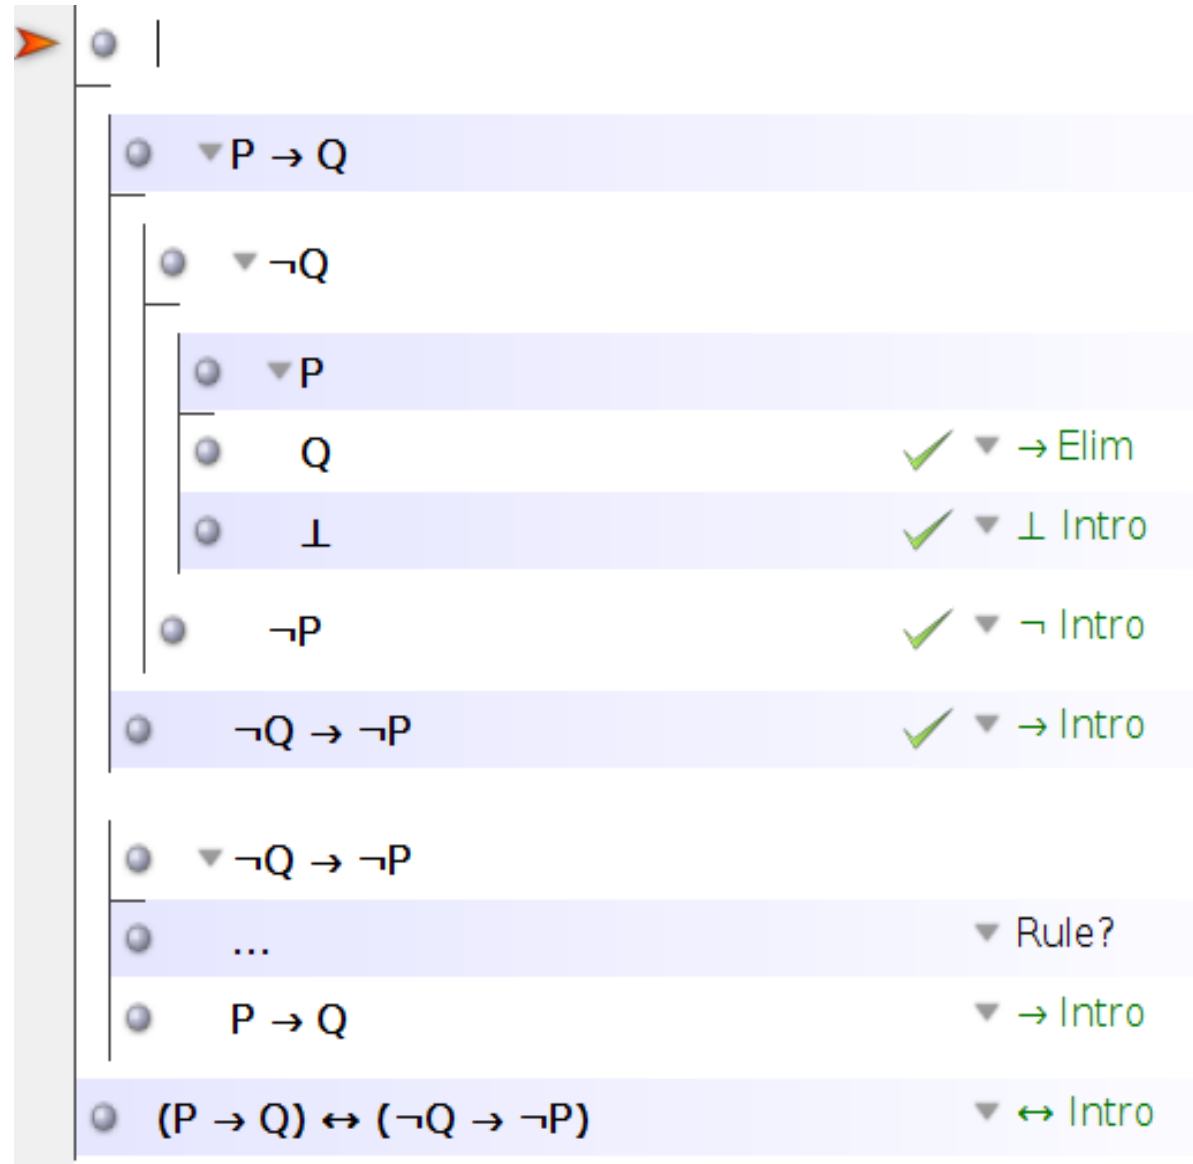 P → Q
¬Q
P
Q → Elim
⊥ ⊥ Intro
¬P ¬ Intro
¬Q → ¬P → Intro
¬Q → ¬P
... Rule?
P → Q → Intro
(P → Q) ↔ (¬Q → ¬P) ↔ Intro